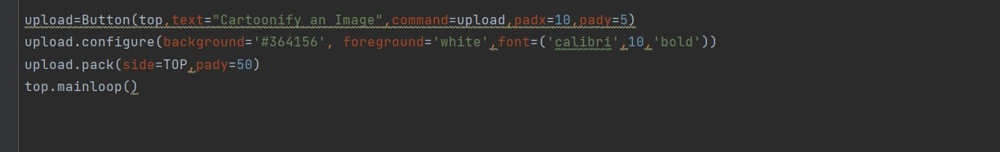 upload=Button(top,text="Cartoonify an Image",command=upload,padx=10,pady=5)
upload.configure(background='#364156', foreground='white',font=('calibri',10,'bold'))
upload.pack(side=TOP,pady=50)
top.mainloop()